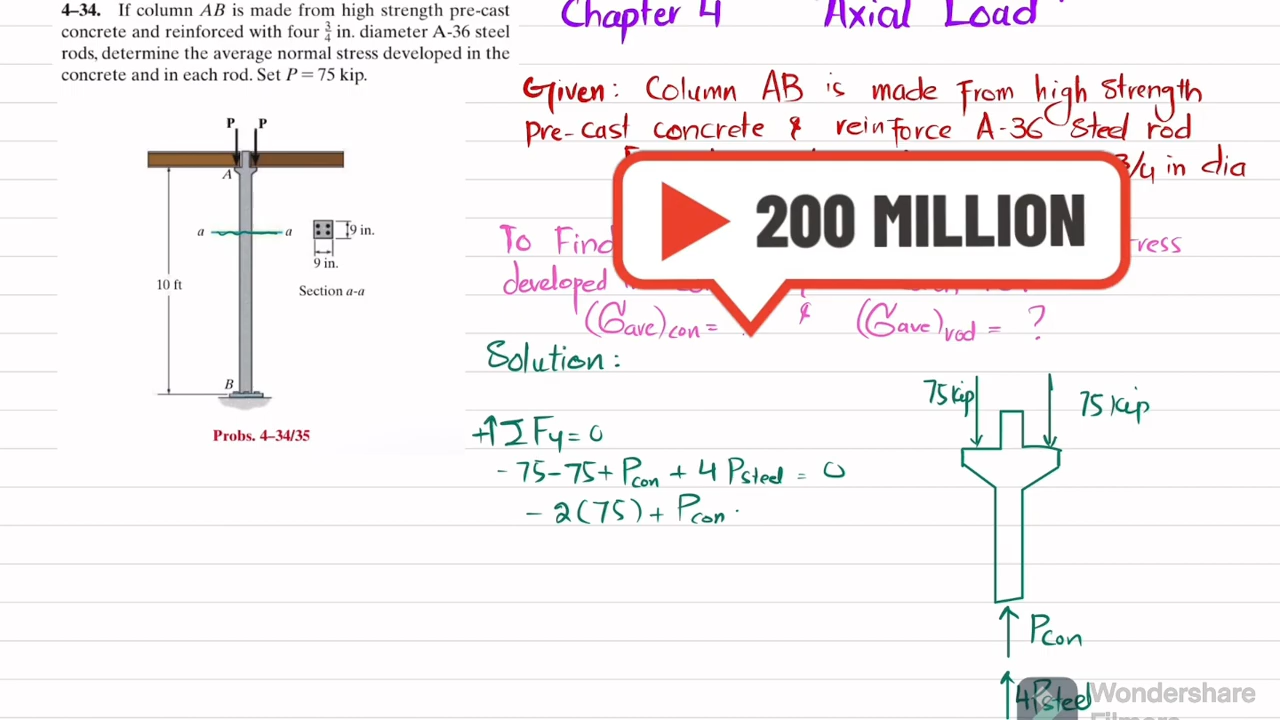 4–34. If column AB is made from high strength pre-cast
concrete and reinforced with four 3/4 in. diameter A-36 steel
rods, determine the average normal stress developed in the
concrete and in each rod. Set P = 75 kip.
P P
A
a a
9 in.
9 in.
10 ft
Section a-a
B
Probs. 4–34/35
Chapter 4 "Axial Load"
Given: Column AB is made from high strength
pre-cast concrete & reinforce A-36 steel rod
3/4 in dia
200 MILLION
To Find
developed
(σave)con = & (σave)rod = ?
Solution:
+↑ΣFy = 0
-75-75+Pcon + 4 Psteel = 0
-2(75) + Pcon
75kip 75 kip
Pcon
4Psteel
Wondershare